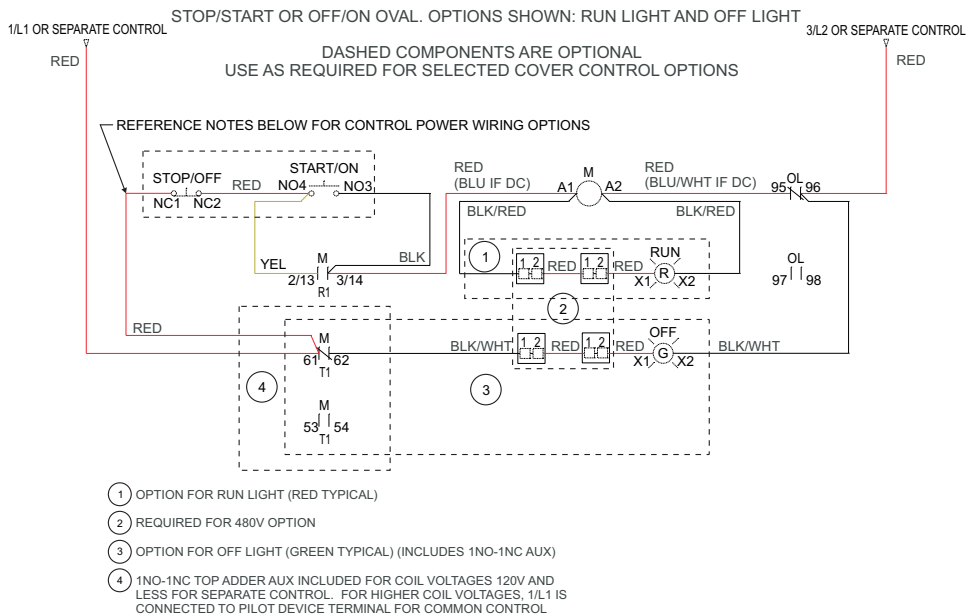 STOP/START OR OFF/ON OVAL. OPTIONS SHOWN: RUN LIGHT AND OFF LIGHT
1/L1 OR SEPARATE CONTROL
3/L2 OR SEPARATE CONTROL
DASHED COMPONENTS ARE OPTIONAL
RED
RED
USE AS REQUIRED FOR SELECTED COVER CONTROL OPTIONS
REFERENCE NOTES BELOW FOR CONTROL POWER WIRING OPTIONS
STOP/OFF
RED
START/ON
NO4
NO3
NC1
NC2
RED
(BLU IF DC)
M
A1
A2
RED
(BLU/WHT IF DC)
OL
95
96
BLK/RED
BLK/RED
YEL
M
BLK
2/13
3/14
R1
1
1 2
RED
1 2
RED
RUN
R
X1
X2
OL
97
98
2
RED
M
61
62
T1
BLK/WHT
1 2
RED
1 2
RED
OFF
G
X1
X2
BLK/WHT
4
3
M
53
54
T1
1 OPTION FOR RUN LIGHT (RED TYPICAL)
2 REQUIRED FOR 480V OPTION
3 OPTION FOR OFF LIGHT (GREEN TYPICAL) (INCLUDES 1NO-1NC AUX)
4 1NO-1NC TOP ADDER AUX INCLUDED FOR COIL VOLTAGES 120V AND
LESS FOR SEPARATE CONTROL. FOR HIGHER COIL VOLTAGES, 1/L1 IS
CONNECTED TO PILOT DEVICE TERMINAL FOR COMMON CONTROL